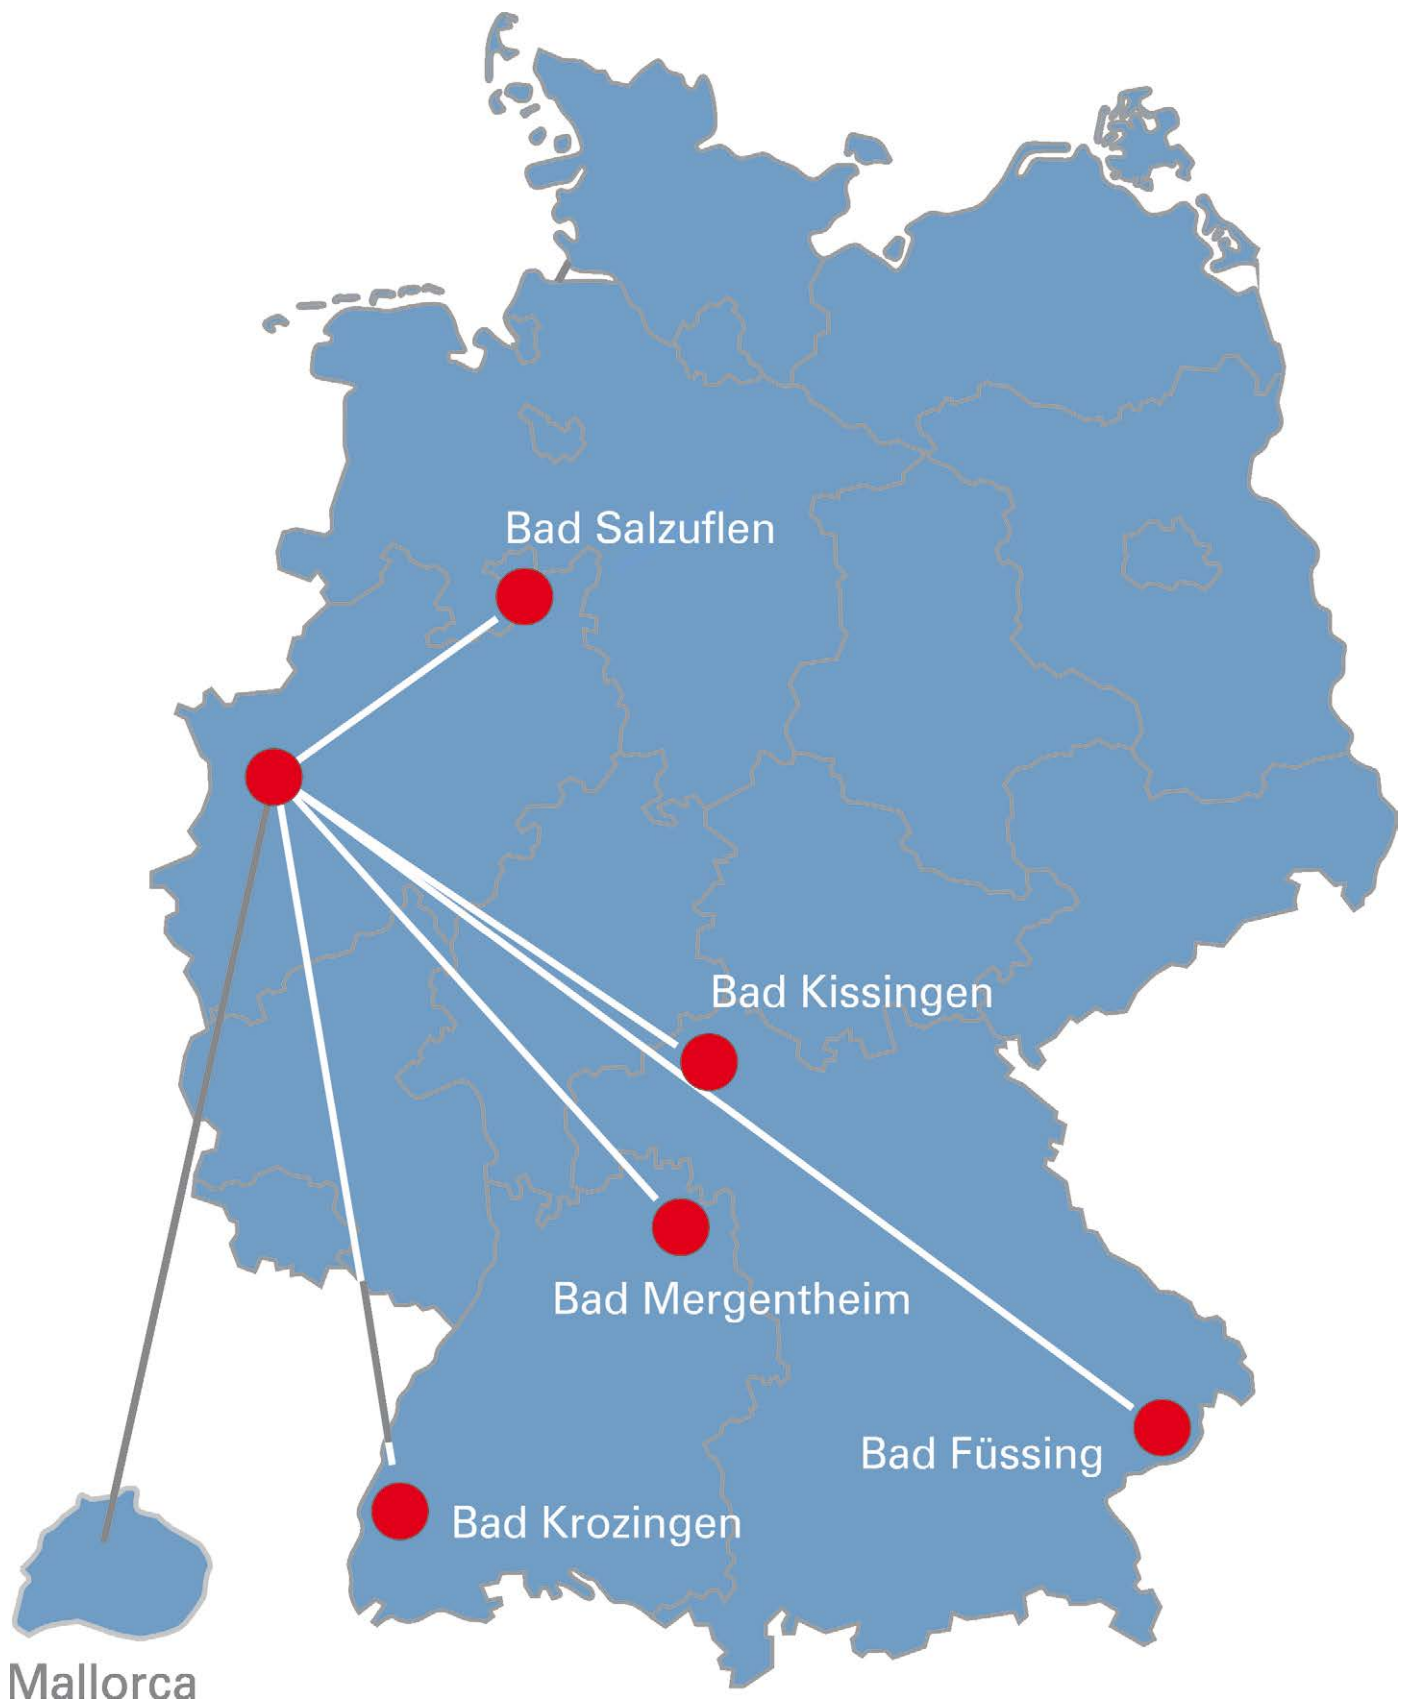 Bad Salzuflen
Bad Kissingen
Bad Mergentheim
Bad Füssing
Bad Krozingen
Mallorca